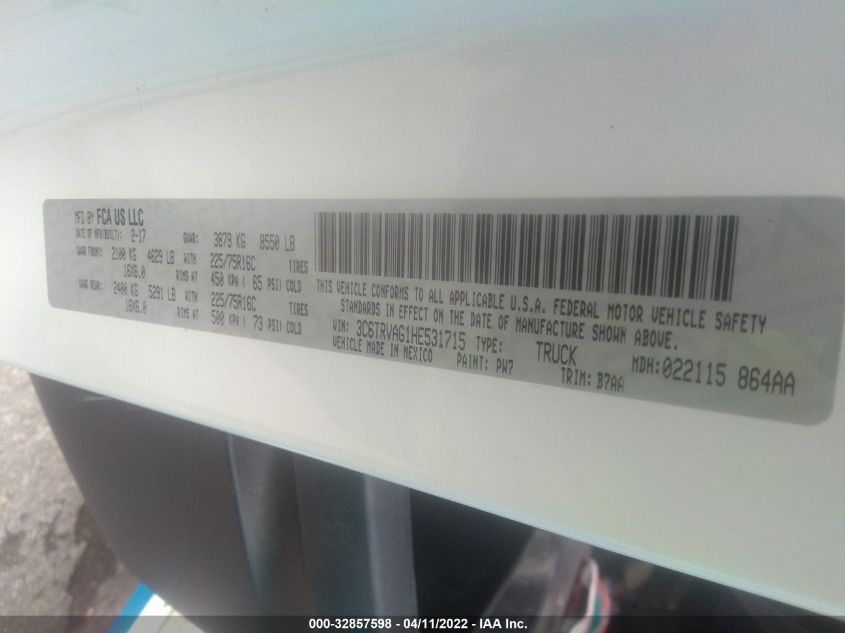 MFD BY FCA US LLC
DATE OF MFR(BUILT): 2-17 GVWR: 3879 KG 8550 LB
GAWR FRONT: 2100 KG 4629 LB WITH 225/75R16C TIRES
16X6.0 RIMS AT 450 KPA ( 65 PSI) COLD
GAWR REAR: 2400 KG 5291 LB WITH 225/75R16C TIRES
16X6.0 RIMS AT 500 KPA ( 73 PSI) COLD
THIS VEHICLE CONFORMS TO ALL APPLICABLE U.S.A. FEDERAL MOTOR VEHICLE SAFETY
STANDARDS IN EFFECT ON THE DATE OF MANUFACTURE SHOWN ABOVE.
VIN: 3C6TRVAG1HE531715 TYPE: TRUCK MDH:022115 864AA
VEHICLE MADE IN MEXICO PAINT: PW7 TRIM: B7AA
000-32857598 - 04/11/2022 - IAA Inc.